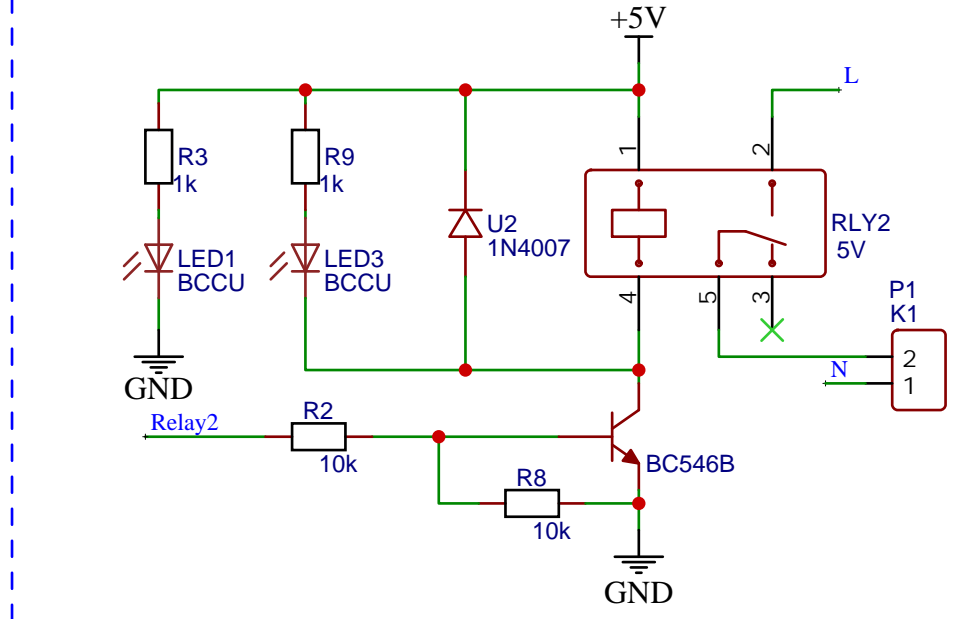 +5V
L
1
2
R3
1k
R9
1k
U2
1N4007
RLY2
5V
LED1
BCCU
LED3
BCCU
4
5
3
P1
K1
2
1
N
GND
Relay2
R2
10k
BC546B
R8
10k
GND